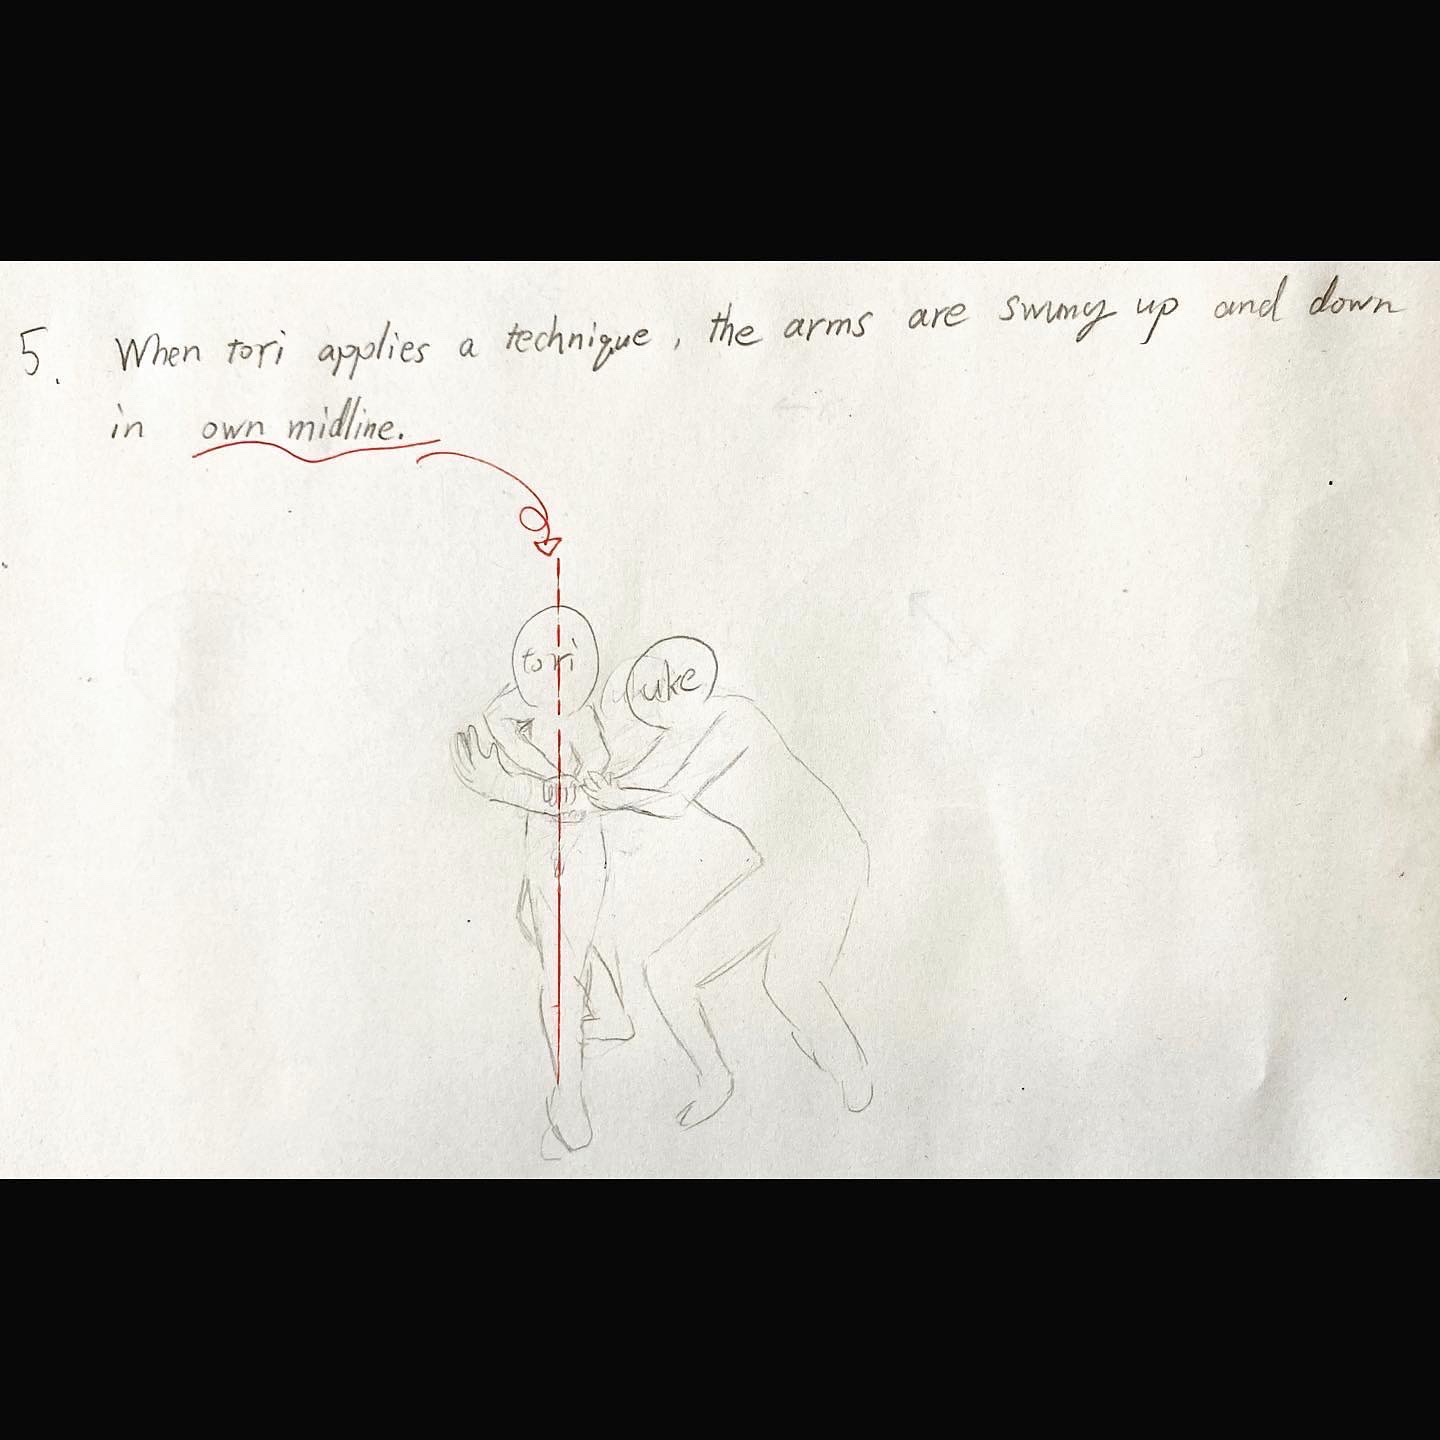 5. When tori applies a technique, the arms are swung up and down
in own midline.
tori
uke